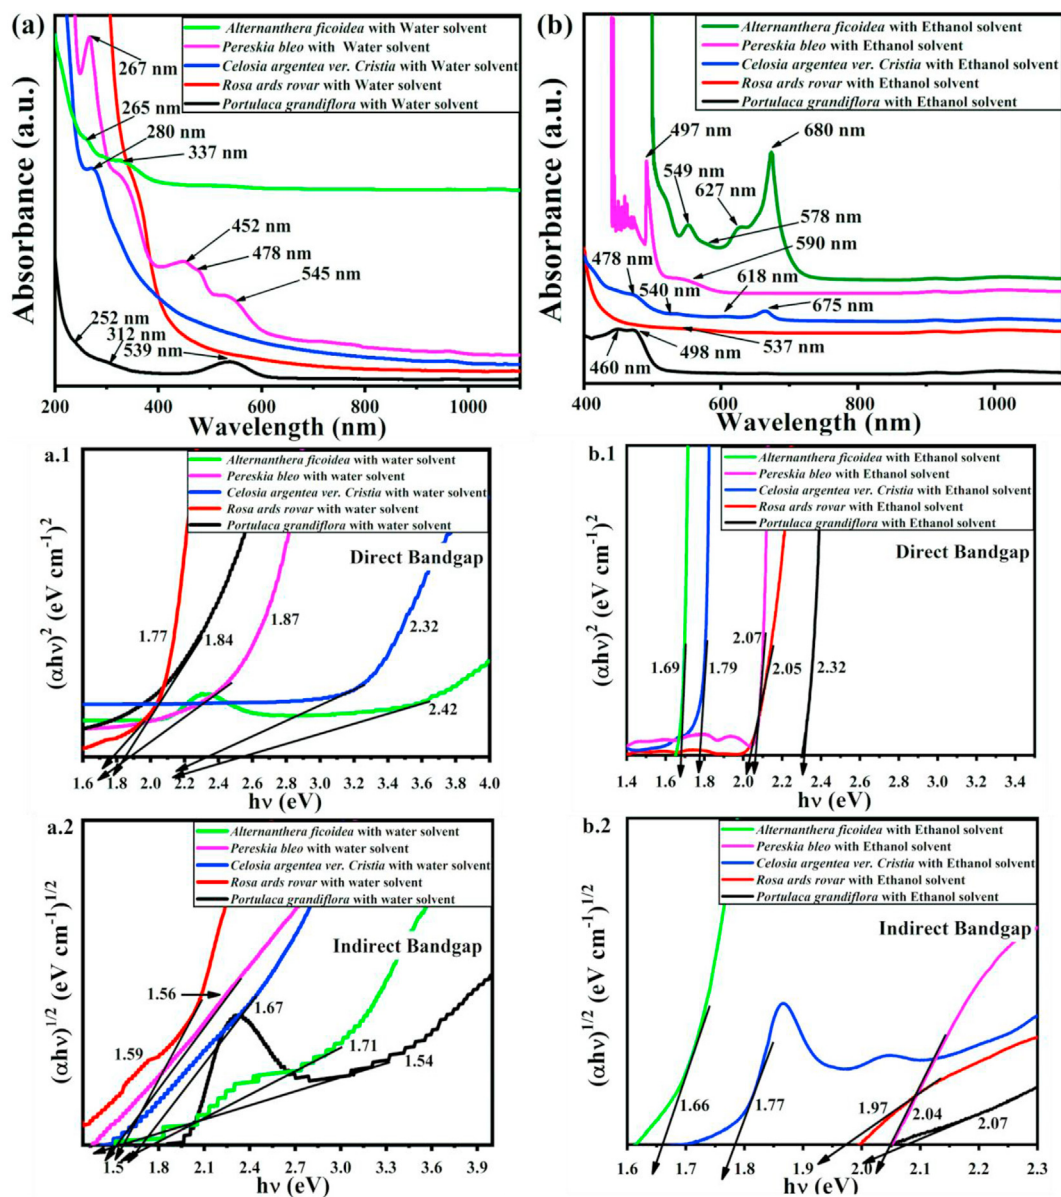 (a)
Alternanthera ficoidea with Water solvent
Pereskia bleo with Water solvent
Celosia argentea ver. Cristia with Water solvent
Rosa ards rovar with Water solvent
Portulaca grandiflora with Water solvent
267 nm
265 nm
280 nm
337 nm
452 nm
478 nm
545 nm
252 nm
312 nm
539 nm
Absorbance (a.u.)
200 400 600 800 1000
Wavelength (nm)
(b)
Alternanthera ficoidea with Ethanol solvent
Pereskia bleo with Ethanol solvent
Celosia argentea ver. Cristia with Ethanol solvent
Rosa ards rovar with Ethanol solvent
Portulaca grandiflora with Ethanol solvent
497 nm
680 nm
549 nm
627 nm
578 nm
590 nm
478 nm
618 nm
540 nm
675 nm
537 nm
498 nm
460 nm
Absorbance (a.u.)
400 500 600 700 800 900 1000
Wavelength (nm)
a.1
Alternanthera ficoidea with water solvent
Pereskia bleo with water solvent
Celosia argentea ver. Cristia with water solvent
Rosa ards rovar with water solvent
Portulaca grandiflora with water solvent
Direct Bandgap
1.77
1.84
1.87
2.32
2.42
(αhν)² (eV cm⁻¹)²
1.6 1.8 2.0 2.2 2.4 2.6 2.8 3.0 3.2 3.4 3.6 3.8 4.0
hν (eV)
b.1
Alternanthera ficoidea with Ethanol solvent
Pereskia bleo with Ethanol solvent
Celosia argentea ver. Cristia with Ethanol solvent
Rosa ards rovar with Ethanol solvent
Portulaca grandiflora with Ethanol solvent
Direct Bandgap
2.07
1.69
1.79
2.05
2.32
(αhν)² (eV cm⁻¹)²
1.4 1.6 1.8 2.0 2.2 2.4 2.6 2.8 3.0 3.2 3.4
hν (eV)
a.2
Alternanthera ficoidea with water solvent
Pereskia bleo with water solvent
Celosia argentea ver. Cristia with water solvent
Rosa ards rovar with water solvent
Portulaca grandiflora with water solvent
Indirect Bandgap
1.56
1.67
1.59
1.71
1.54
(αhν)^1/2 (eV cm⁻¹)^1/2
1.5 1.8 2.1 2.4 2.7 3.0 3.3 3.6 3.9
hν (eV)
b.2
Alternanthera ficoidea with Ethanol solvent
Pereskia bleo with Ethanol solvent
Celosia argentea ver. Cristia with Ethanol solvent
Rosa ards rovar with Ethanol solvent
Portulaca grandiflora with Ethanol solvent
Indirect Bandgap
1.66
1.77
1.97
2.04
2.07
(αhν)^1/2 (eV cm⁻¹)^1/2
1.6 1.7 1.8 1.9 2.0 2.1 2.2 2.3
hν (eV)